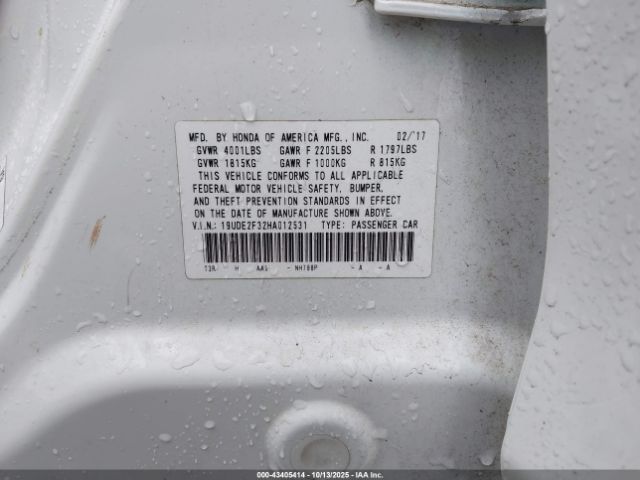 MFD. BY HONDA OF AMERICA MFG., INC. 02/'17
GVWR 4001LBS GAWR F 2205LBS R 1797LBS
GVWR 1815KG GAWR F 1000KG R 815KG
THIS VEHICLE CONFORMS TO ALL APPLICABLE
FEDERAL MOTOR VEHICLE SAFETY, BUMPER,
AND THEFT PREVENTION STANDARDS IN EFFECT
ON THE DATE OF MANUFACTURE SHOWN ABOVE.
V.I.N.: 19UDE2F32HA012531 TYPE: PASSENGER CAR
H NH788P - A - A
000-43405414 | 10/13/2025 | IAA Inc.